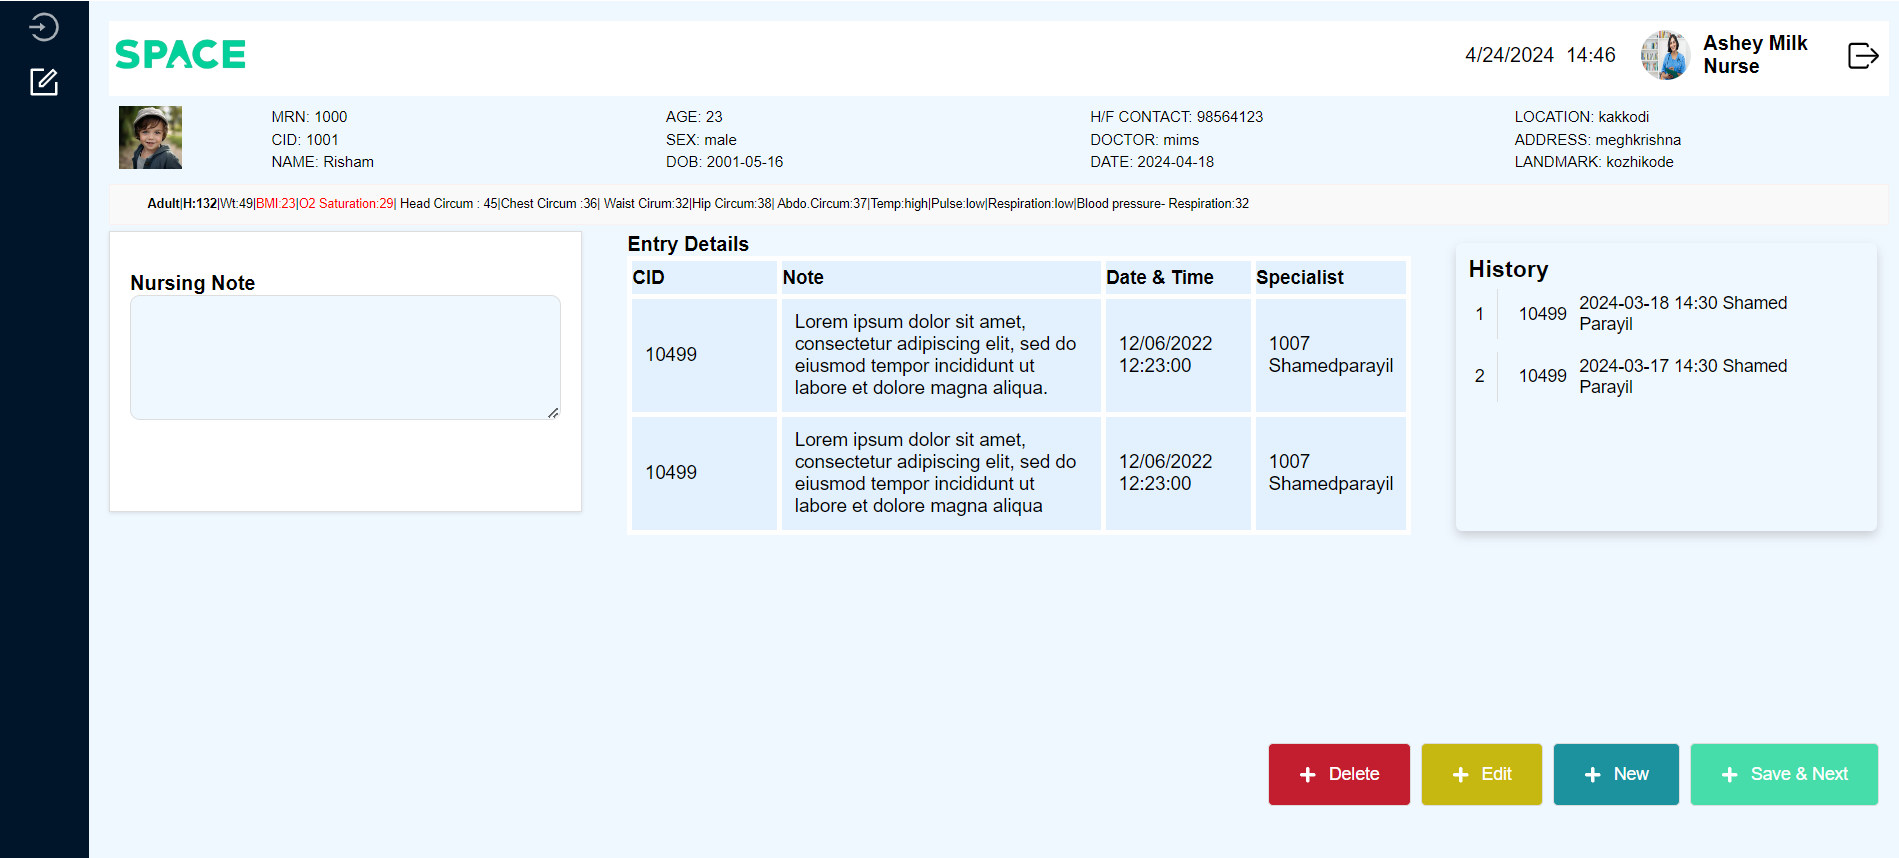 SPACE
4/24/2024 14:46
Ashey Milk
Nurse
MRN: 1000
CID: 1001
NAME: Risham
AGE: 23
SEX: male
DOB: 2001-05-16
H/F CONTACT: 98564123
DOCTOR: mims
DATE: 2024-04-18
LOCATION: kakkodi
ADDRESS: meghkrishna
LANDMARK: kozhikode
Adult|H:132|Wt:49|BMI:23|O2 Saturation:29| Head Circum : 45|Chest Circum :36| Waist Cirum:32|Hip Circum:38| Abdo.Circum:37|Temp:high|Pulse:low|Respiration:low|Blood pressure- Respiration:32
Nursing Note
Entry Details
CID Note Date & Time Specialist
10499
Lorem ipsum dolor sit amet,
consectetur adipiscing elit, sed do
eiusmod tempor incididunt ut
labore et dolore magna aliqua.
12/06/2022
12:23:00
1007
Shamedparayil
10499
Lorem ipsum dolor sit amet,
consectetur adipiscing elit, sed do
eiusmod tempor incididunt ut
labore et dolore magna aliqua
12/06/2022
12:23:00
1007
Shamedparayil
History
1 10499 2024-03-18 14:30 Shamed
Parayil
2 10499 2024-03-17 14:30 Shamed
Parayil
+ Delete
+ Edit
+ New
+ Save & Next